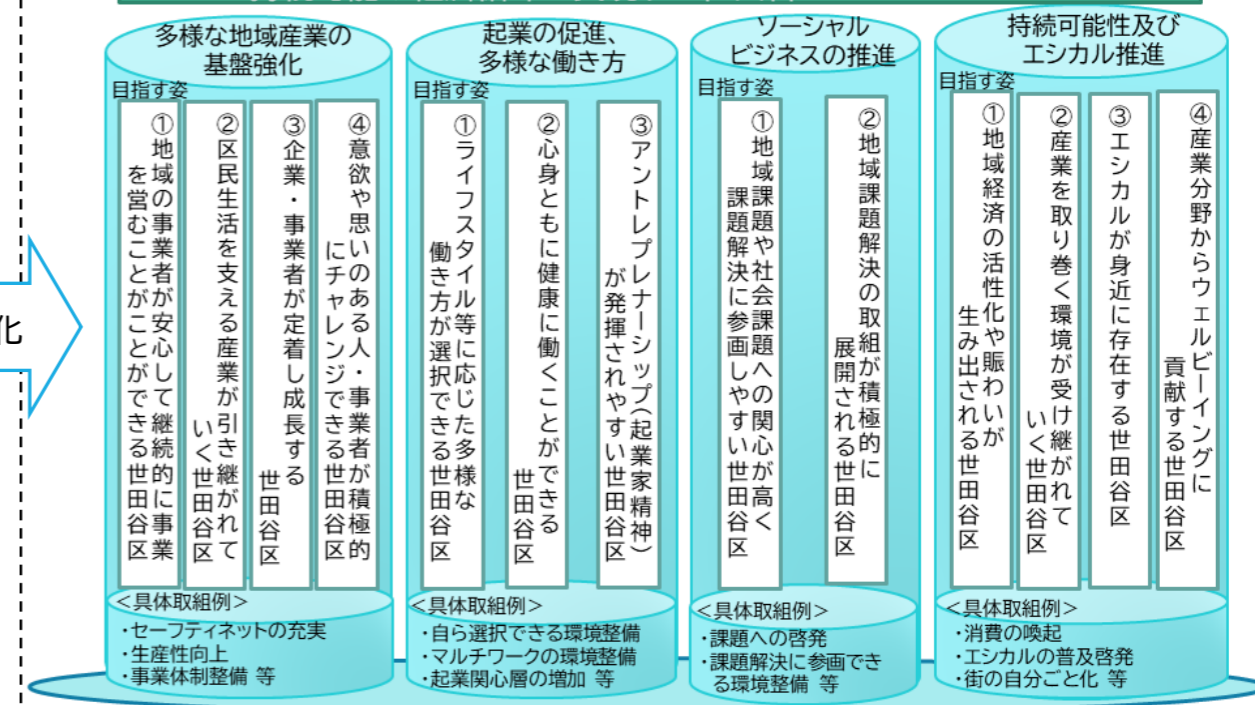 化
多様な地域産業の
基盤強化
目指す姿
①地域の事業者が安心して継続的に事業
を営むことがことができる世田谷区
②区民生活を支える産業が引き継がれて
いく世田谷区
③企業・事業者が定着し成長する
世田谷区
④意欲や思いのある人・事業者が積極的
にチャレンジできる世田谷区
<具体取組例>
・セーフティネットの充実
・生産性向上
・事業体制整備 等
起業の促進、
多様な働き方
目指す姿
①ライフスタイル等に応じた多様な
働き方が選択できる世田谷区
②心身ともに健康に働くことができる
世田谷区
③アントレプレナーシップ(起業家精神)
が発揮されやすい世田谷区
<具体取組例>
・自ら選択できる環境整備
・マルチワークの環境整備
・起業関心層の増加 等
ソーシャル
ビジネスの推進
目指す姿
①地域課題や社会課題への関心が高く
課題解決に参画しやすい世田谷区
②地域課題解決の取組が積極的に
展開される世田谷区
<具体取組例>
・課題への啓発
・課題解決に参画でき
る環境整備 等
持続可能性及び
エシカル推進
目指す姿
①地域経済の活性化や賑わいが
生み出される世田谷区
②産業を取り巻く環境が受け継がれて
いく世田谷区
③エシカルが身近に存在する世田谷区
④産業分野からウェルビーイングに
貢献する世田谷区
<具体取組例>
・消費の喚起
・エシカルの普及啓発
・街の自分ごと化 等